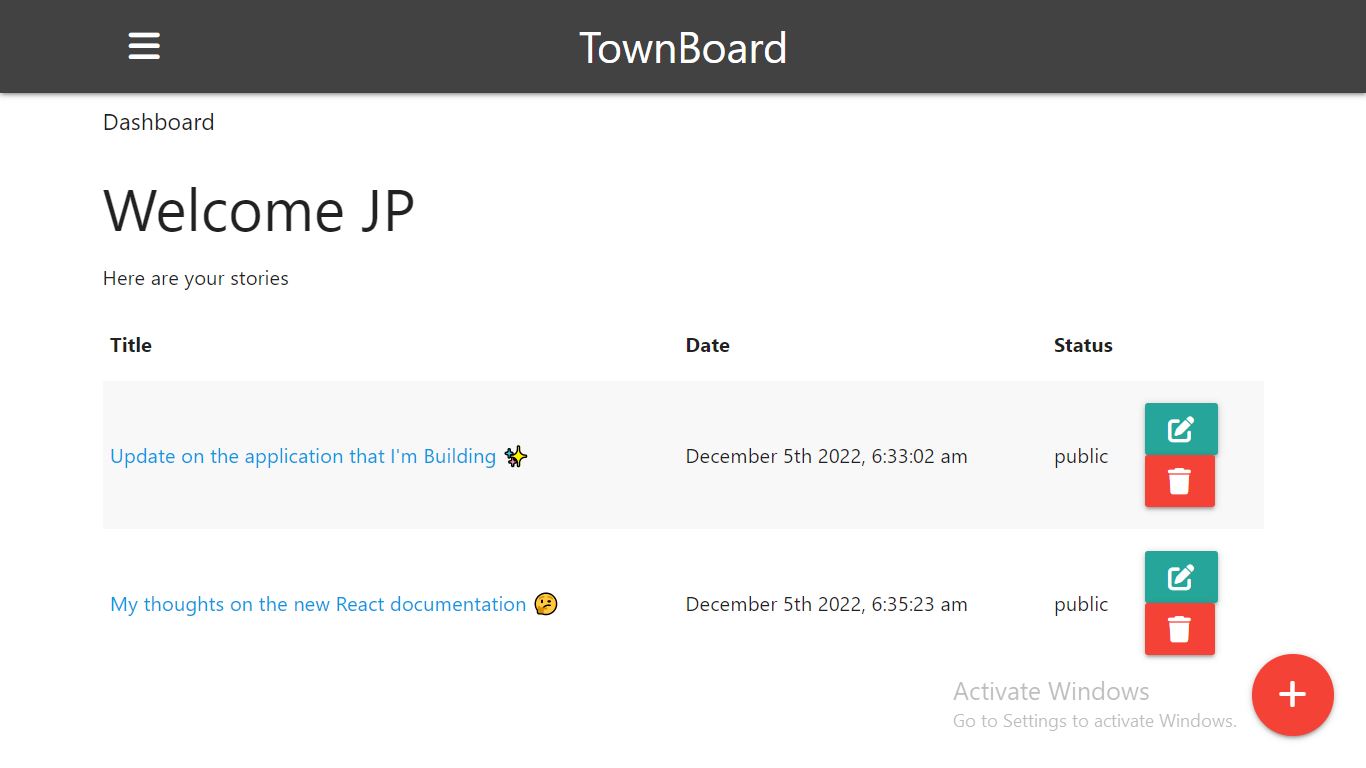 TownBoard
Dashboard
Welcome JP
Here are your stories
Title Date Status
Update on the application that I'm Building ✨ December 5th 2022, 6:33:02 am public
My thoughts on the new React documentation 🤔 December 5th 2022, 6:35:23 am public
Activate Windows
Go to Settings to activate Windows.